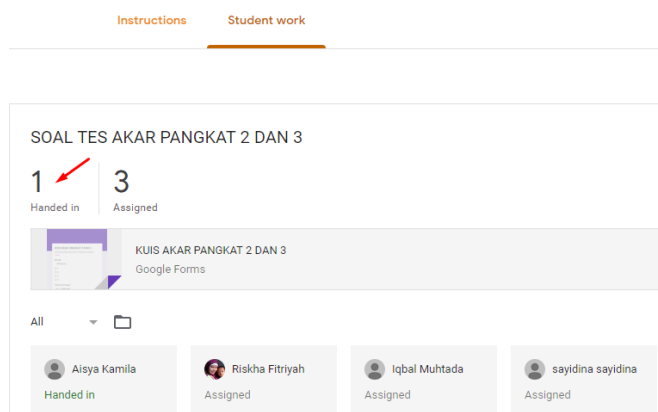 Instructions Student work
SOAL TES AKAR PANGKAT 2 DAN 3
1 3
Handed in Assigned
KUIS AKAR PANGKAT 2 DAN 3
Google Forms
All
Aisya Kamila Riskha Fitriyah Iqbal Muhtada sayidina sayidina
Handed in Assigned Assigned Assigned